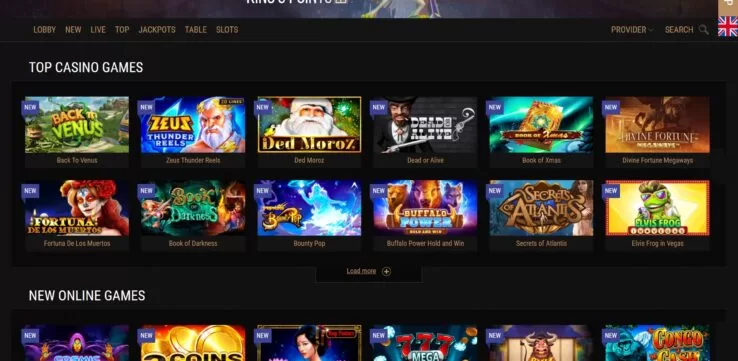 LOBBY NEW LIVE TOP JACKPOTS TABLE SLOTS PROVIDER SEARCH
TOP CASINO GAMES
NEW NEW NEW NEW NEW NEW
BACK TO VENUS
ZEUS THUNDER REELS
20 LINES
Ded Moroz
DEAD OR ALIVE
BOOK OF XMAS
DIVINE FORTUNE
MEGAWAYS
Back To Venus
Zeus Thunder Reels
Ded Moroz
Dead or Alive
Book of Xmas
Divine Fortune Megaways
NEW NEW NEW NEW NEW NEW
FORTUNA
DE LOS MUERTOS
Book of Darkness
Bounty Pop
BUFFALO POWER
HOLD AND WIN
SECRETS OF ATLANTIS
ELVIS FROG
IN VEGAS
Fortuna De Los Muertos
Book of Darkness
Bounty Pop
Buffalo Power Hold and Win
Secrets of Atlantis
Elvis Frog in Vegas
Load more
NEW ONLINE GAMES
NEW NEW NEW NEW NEW NEW
COSMIC
COINS
777
MEGA
CONGO
CASH